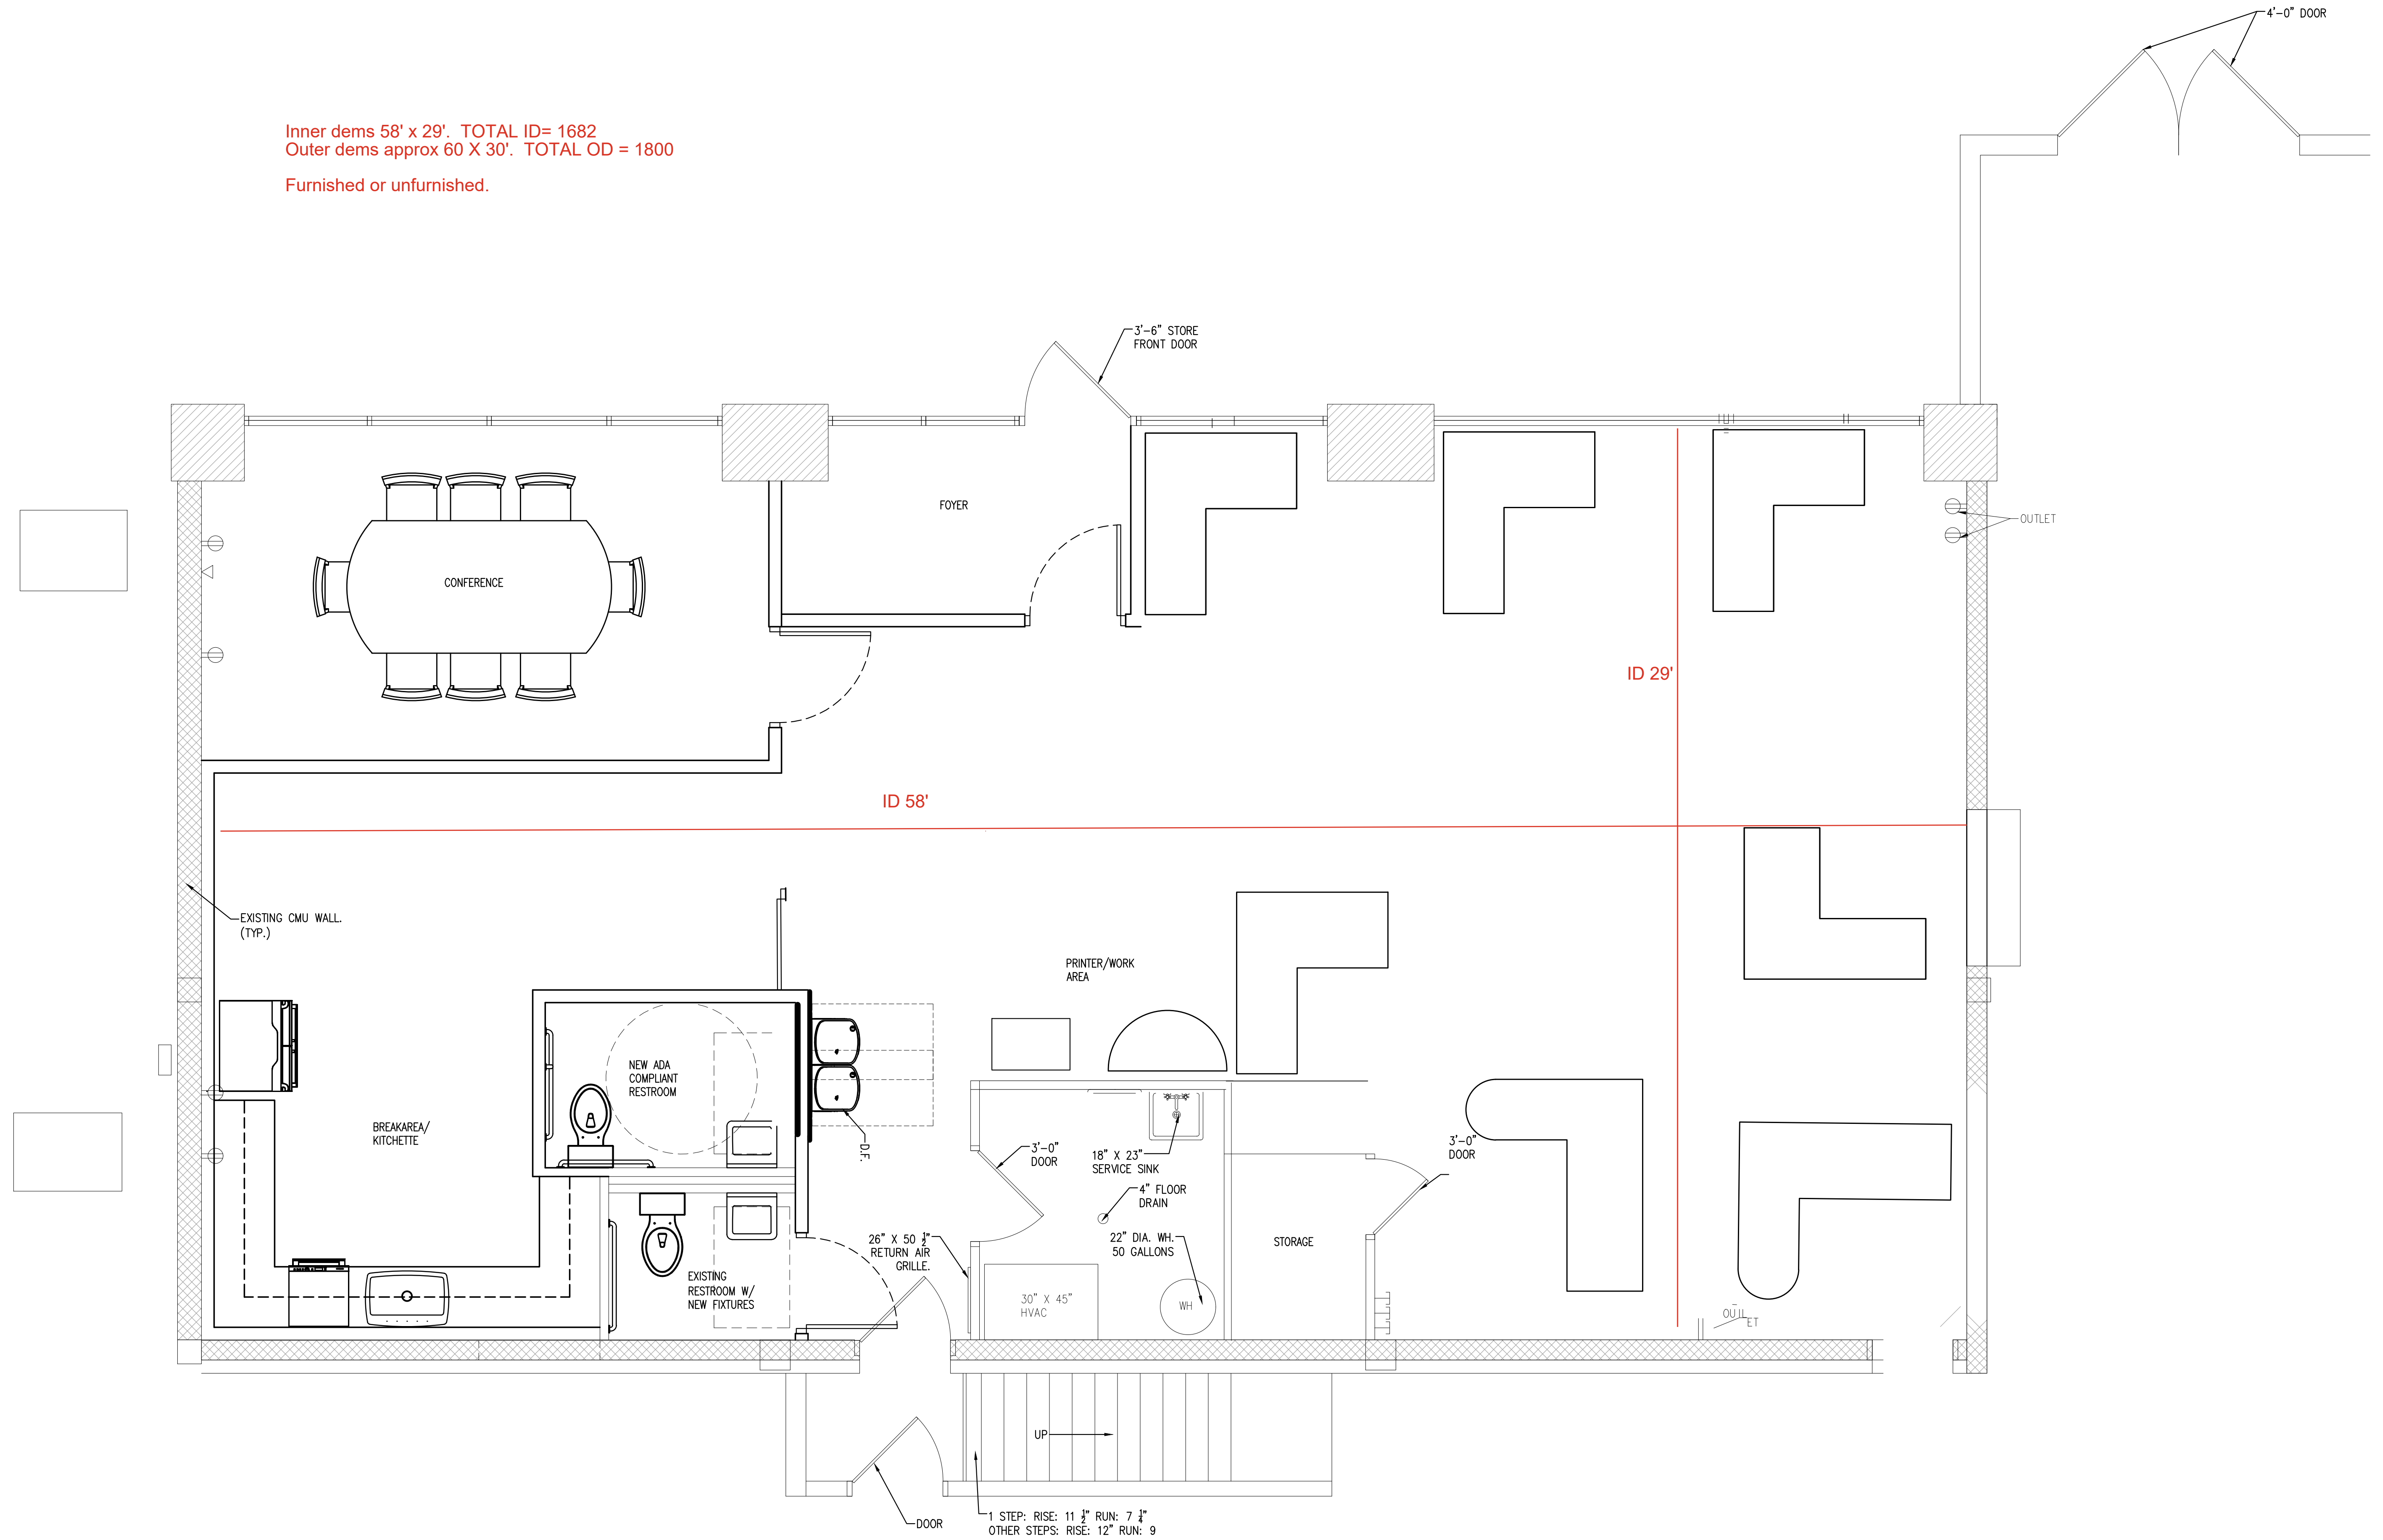 4'-0" DOOR
Inner dems 58' x 29'.  TOTAL ID= 1682
Outer dems approx 60 X 30'.  TOTAL OD = 1800
Furnished or unfurnished.
3'-6" STORE
FRONT DOOR
FOYER
OUTLET
CONFERENCE
ID 29'
ID 58'
EXISTING CMU WALL.
(TYP.)
PRINTER/WORK
AREA
NEW ADA
COMPLIANT
RESTROOM
BREAKAREA/
KITCHETTE
D.F.
3'-0"
DOOR
18" X 23"
SERVICE SINK
3'-0"
DOOR
4" FLOOR
DRAIN
26" X 50 1/2"
RETURN AIR
GRILLE.
22" DIA. WH.
50 GALLONS
STORAGE
EXISTING
RESTROOM W/
NEW FIXTURES
30" X 45"
HVAC
WH
OUTLET
UP
DOOR
1 STEP: RISE: 11 1/2" RUN: 7 1/4"
OTHER STEPS: RISE: 12" RUN: 9